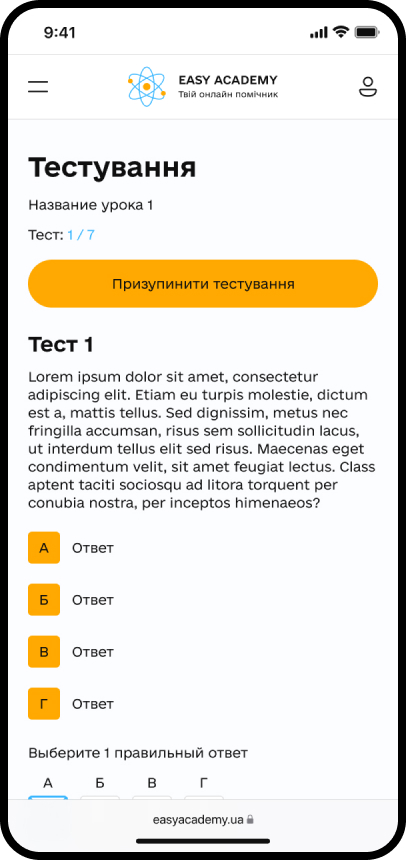 9:41
EASY ACADEMY
Твій онлайн помічник
Тестування
Название урока 1
Тест: 1 / 7
Призупинити тестування
Тест 1
Lorem ipsum dolor sit amet, consectetur
adipiscing elit. Etiam eu turpis molestie, dictum
est a, mattis tellus. Sed dignissim, metus nec
fringilla accumsan, risus sem sollicitudin lacus,
ut interdum tellus elit sed risus. Maecenas eget
condimentum velit, sit amet feugiat lectus. Class
aptent taciti sociosqu ad litora torquent per
conubia nostra, per inceptos himenaeos?
А Ответ
Б Ответ
В Ответ
Г Ответ
Выберите 1 правильный ответ
А Б В Г
easyacademy.ua